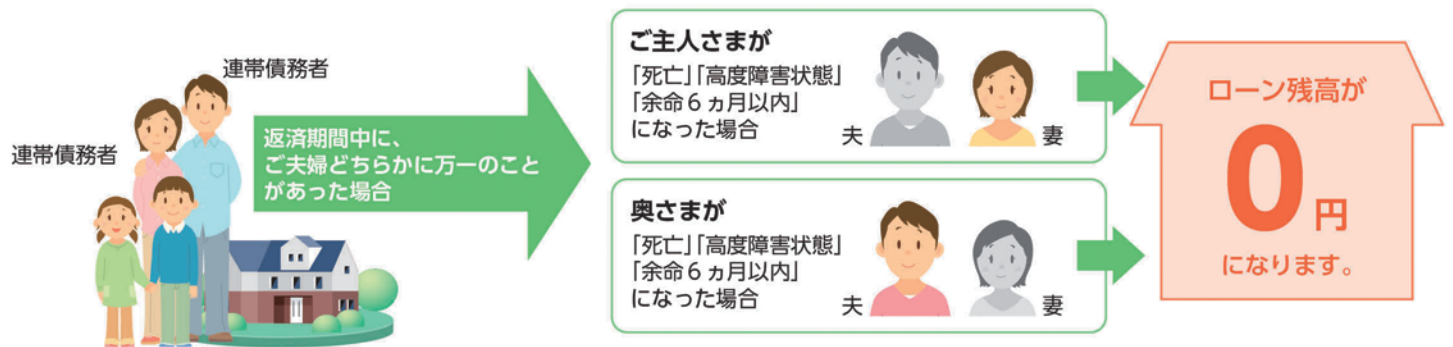 連帯債務者
連帯債務者
返済期間中に、
ご夫婦どちらかに万一のこと
があった場合
ご主人さまが
「死亡」「高度障害状態」
「余命6ヵ月以内」
になった場合
夫
妻
奥さまが
「死亡」「高度障害状態」
「余命6ヵ月以内」
になった場合
夫
妻
ローン残高が
0円
になります。